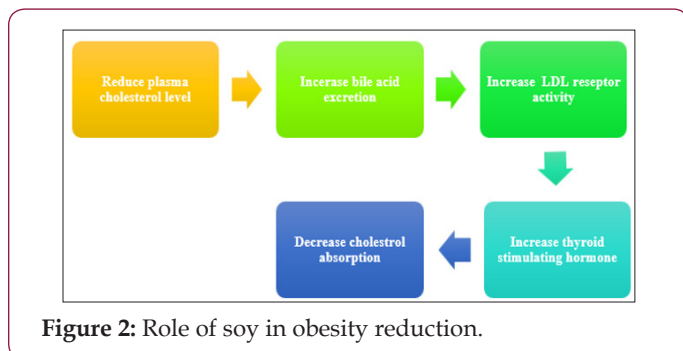 Reduce plasma
cholesterol level
Incerase bile acid
excretion
Increase LDL reseptor
activity
Increase thyroid
stimulating hormone
Decrease cholestrol
absorption
Figure 2: Role of soy in obesity reduction.